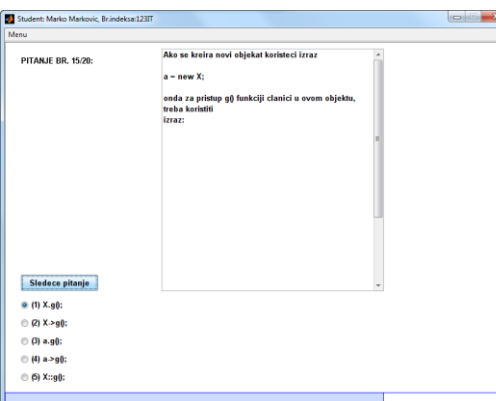 Student: Marko Markovic, Br.indeksa:123IT
Menu
PITANJE BR. 15/20:
Ako se kreira novi objekat koristeci izraz
a = new X;
onda za pristup g() funkciji clanici u ovom objektu,
treba koristiti
izraz:
Sledece pitanje
(1) X.g();
(2) X->g();
(3) a.g();
(4) a->g();
(5) X::g();